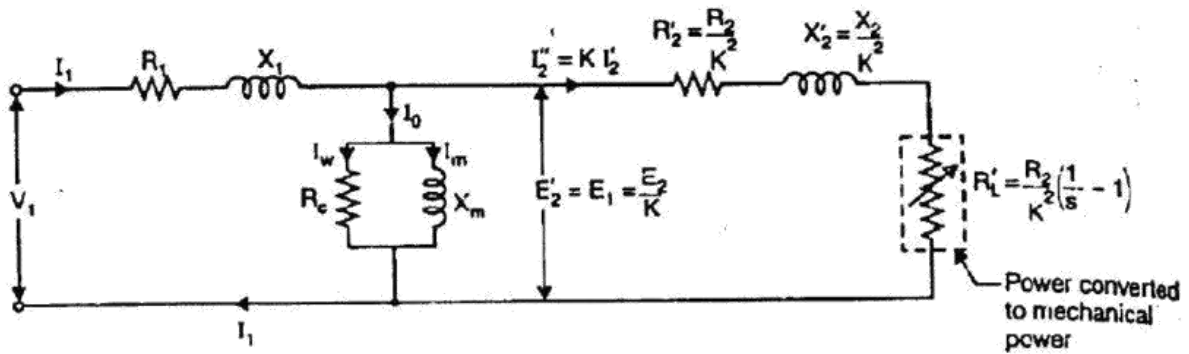 I₁
R₁
X₁
I₂″ = K I₂′
R₂′ = R₂/K²
X₂′ = X₂/K²
I₀
I_w
I_m
R_c
X_m
V₁
E₂′ = E₁ = E₂/K
R_L′ = R₂/K² (1/s − 1)
Power converted
to mechanical
power
I₁